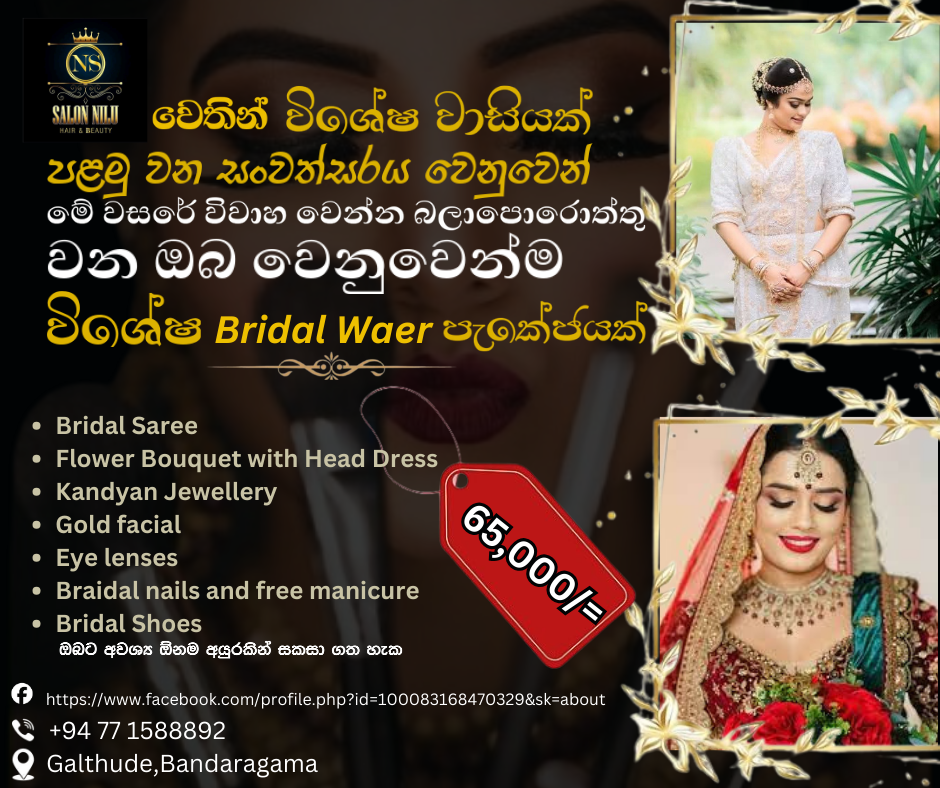 NS
SALON NILU
HAIR & BEAUTY
වෙතින් විශේෂ වාසියක්
පළමු වන සංවත්සරය වෙනුවෙන්
මේ වසරේ විවාහ වෙන්න බලාපොරොත්තු
වන ඔබ වෙනුවෙන්ම
විශේෂ Bridal Waer පැකේජයක්
Bridal Saree
Flower Bouquet with Head Dress
Kandyan Jewellery
Gold facial
Eye lenses
Braidal nails and free manicure
Bridal Shoes
ඔබට අවශ්‍ය ඕනම අයුරකින් සකසා ගත හැක
65,000/=
https://www.facebook.com/profile.php?id=100083168470329&sk=about
+94 77 1588892
Galthude,Bandaragama